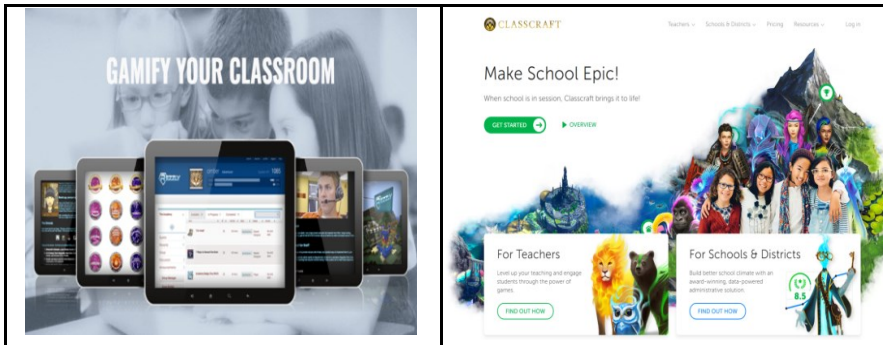 GAMIFY YOUR CLASSROOM
CLASSCRAFT
Teachers
Schools & Districts
Pricing
Resources
Log in
Make School Epic!
When school is in session, Classcraft brings it to life!
GET STARTED
OVERVIEW
For Teachers
Level up your teaching and engage
students through the power of
games.
FIND OUT HOW
For Schools & Districts
Build better school climate with an
award-winning, data-powered
administrative solution.
FIND OUT HOW
8.5